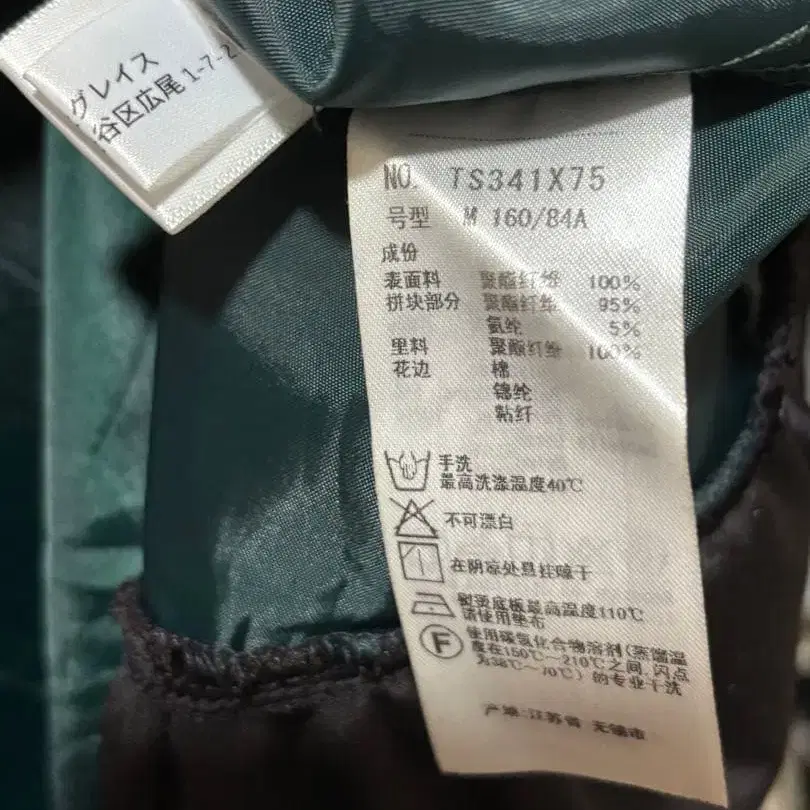 グレイス
谷区広尾 1-7-2
NO. TS341X75
号型 M 160/84A
成份
表面料 聚酯纤维 100%
拼块部分 聚酯纤维 95%
氨纶 5%
里料 聚酯纤维 100%
花边 棉
锦纶
粘纤
手洗
最高洗涤温度40℃
不可漂白
在阴凉处悬挂晾干
熨烫底板最高温度110℃
请使用垫布
F
使用碳氢化合物溶剂(蒸馏温
度在150℃~210℃之间,闪点
为38℃~70℃)的专业干洗
产地:江苏省 无锡市